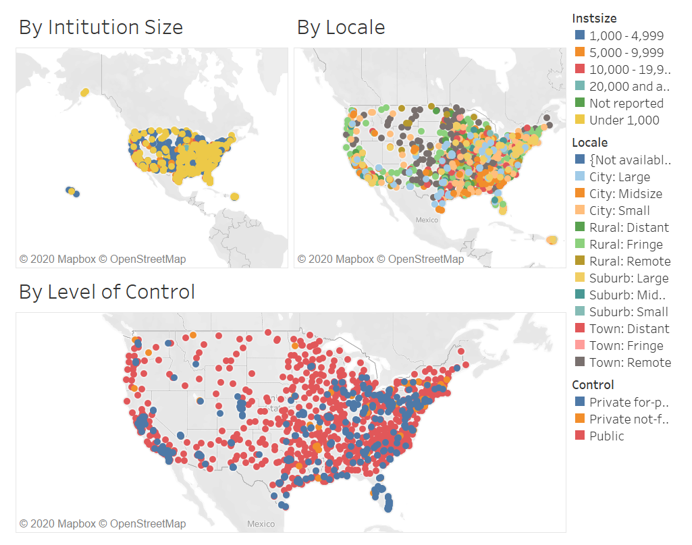 By Intitution Size
By Locale
© 2020 Mapbox © OpenStreetMap
Mexico
© 2020 Mapbox © OpenStreetMap
By Level of Control
Mexico
© 2020 Mapbox © OpenStreetMap
Instsize
1,000 - 4,999
5,000 - 9,999
10,000 - 19,9..
20,000 and a..
Not reported
Under 1,000
Locale
{Not availabl..
City: Large
City: Midsize
City: Small
Rural: Distant
Rural: Fringe
Rural: Remote
Suburb: Large
Suburb: Mid..
Suburb: Small
Town: Distant
Town: Fringe
Town: Remote
Control
Private for-p..
Private not-f..
Public